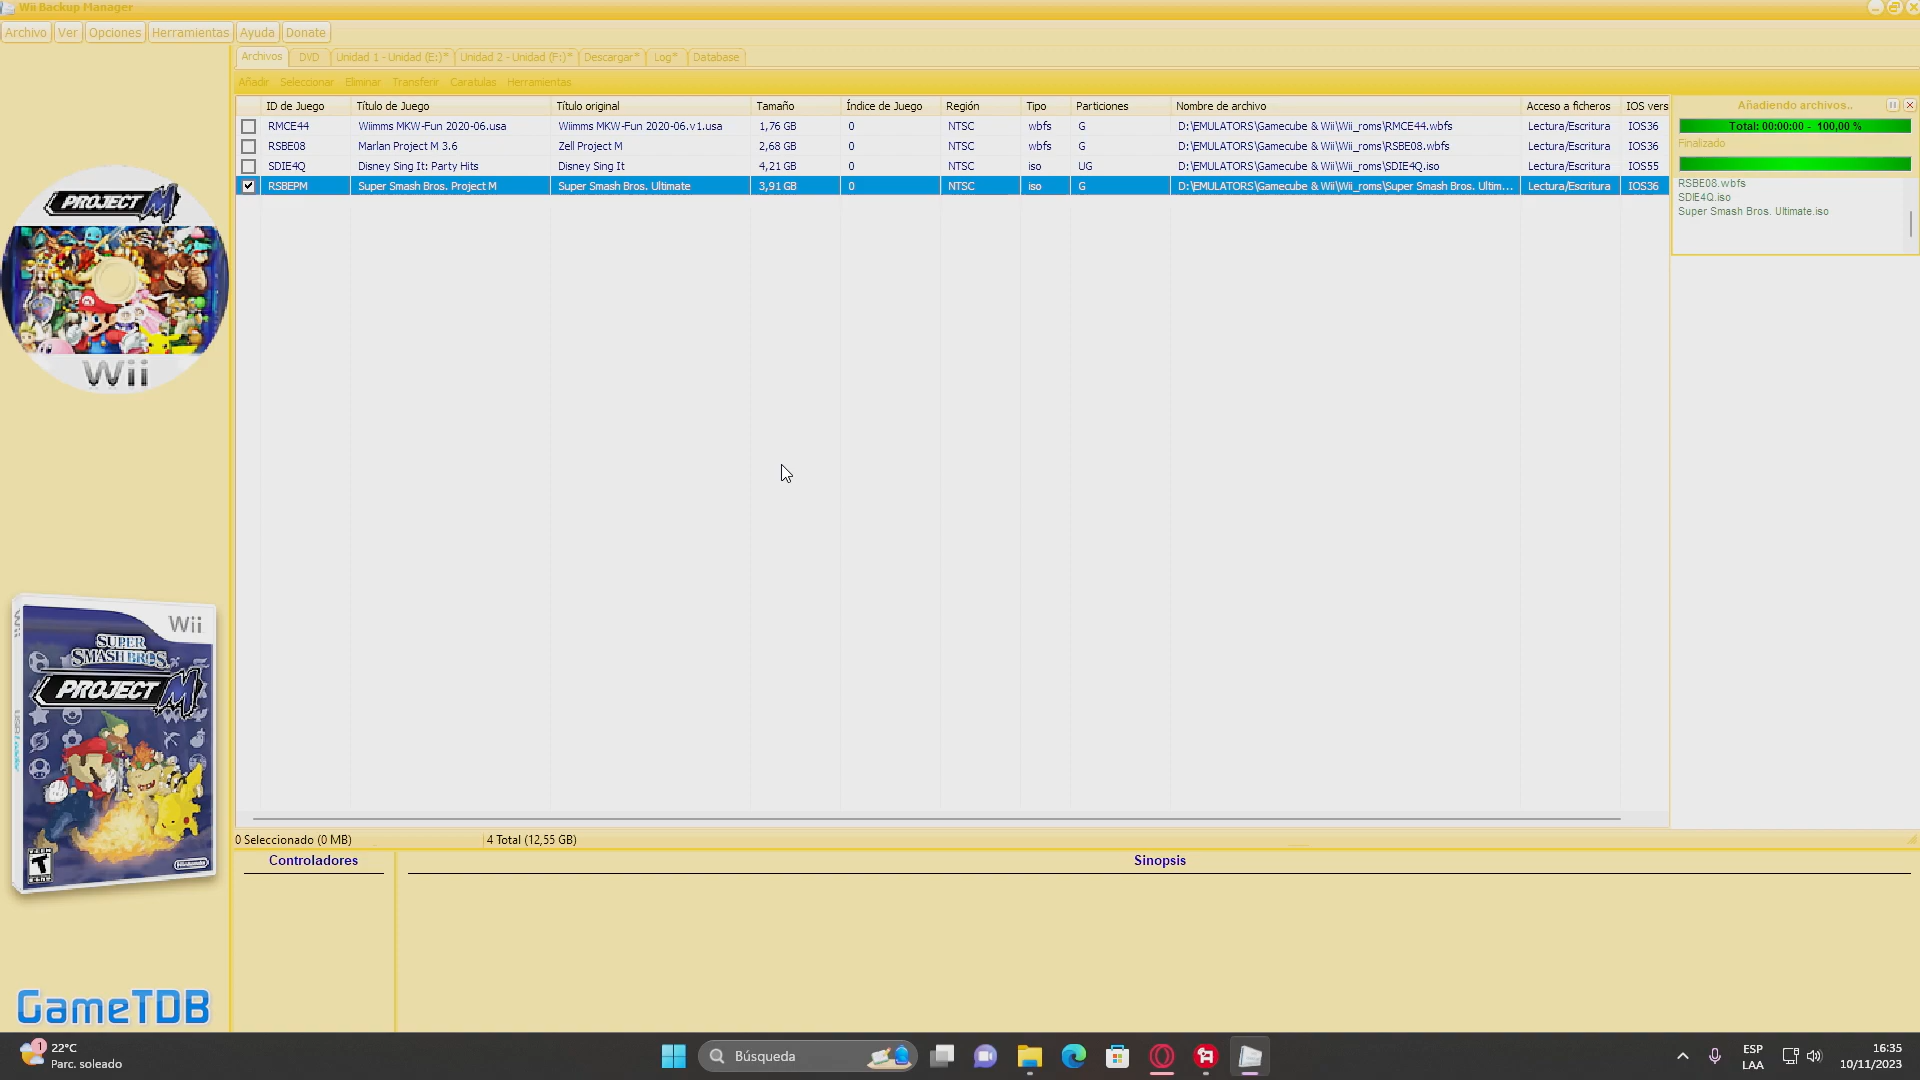 Wii Backup Manager
Archivo Ver Opciones Herramientas Ayuda Donate
Archivos DVD Unidad 1 - Unidad (E:)* Unidad 2 - Unidad (F:)* Descargar* Log* Database
Añadir Seleccionar Eliminar Transferir Caratulas Herramientas
ID de Juego Título de Juego Título original Tamaño Índice de Juego Región Tipo Particiones Nombre de archivo Acceso a ficheros IOS vers
RMCE44 Wiimms MKW-Fun 2020-06.usa Wiimms MKW-Fun 2020-06.v1.usa 1,76 GB 0 NTSC wbfs G D:\EMULATORS\Gamecube & Wii\Wii_roms\RMCE44.wbfs Lectura/Escritura IOS36
RSBE08 Marlan Project M 3.6 Zell Project M 2,68 GB 0 NTSC wbfs G D:\EMULATORS\Gamecube & Wii\Wii_roms\RSBE08.wbfs Lectura/Escritura IOS36
SDIE4Q Disney Sing It: Party Hits Disney Sing It 4,21 GB 0 NTSC iso UG D:\EMULATORS\Gamecube & Wii\Wii_roms\SDIE4Q.iso Lectura/Escritura IOS55
RSBEPM Super Smash Bros. Project M Super Smash Bros. Ultimate 3,91 GB 0 NTSC iso G D:\EMULATORS\Gamecube & Wii\Wii_roms\Super Smash Bros. Ultim... Lectura/Escritura IOS36
Añadiendo archivos..
Total: 00:00:00 - 100,00 %
Finalizado
RSBE08.wbfs
SDIE4Q.iso
Super Smash Bros. Ultimate.iso
PROJECT M
Wii
Wii
SUPER
SMASH BROS.
PROJECT M
Nintendo
GameTDB
0 Seleccionado (0 MB) 4 Total (12,55 GB)
Controladores Sinopsis
1
22°C
Parc. soleado
Búsqueda
ESP
LAA
16:35
10/11/2023